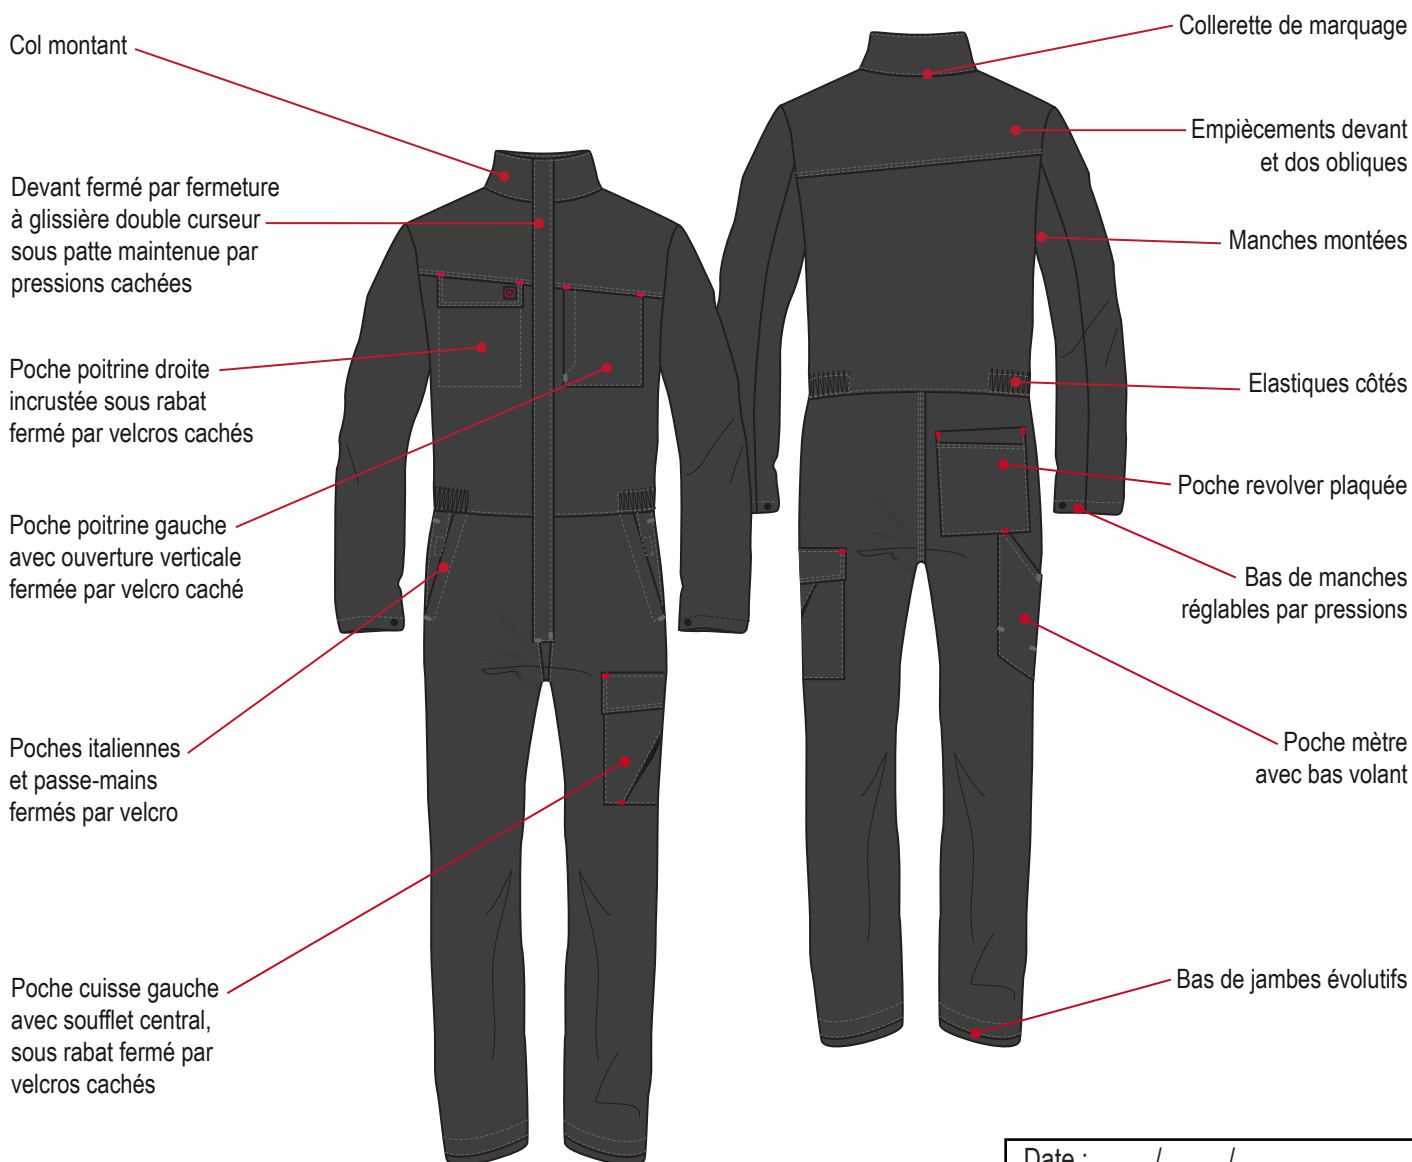 Col montant
Devant fermé par fermeture
à glissière double curseur
sous patte maintenue par
pressions cachées
Poche poitrine droite
incrustée sous rabat
fermé par velcros cachés
Poche poitrine gauche
avec ouverture verticale
fermée par velcro caché
Poches italiennes
et passe-mains
fermés par velcro
Poche cuisse gauche
avec soufflet central,
sous rabat fermé par
velcros cachés
Collerette de marquage
Empiècements devant
et dos obliques
Manches montées
Elastiques côtés
Poche revolver plaquée
Bas de manches
réglables par pressions
Poche mètre
avec bas volant
Bas de jambes évolutifs
Date : / /